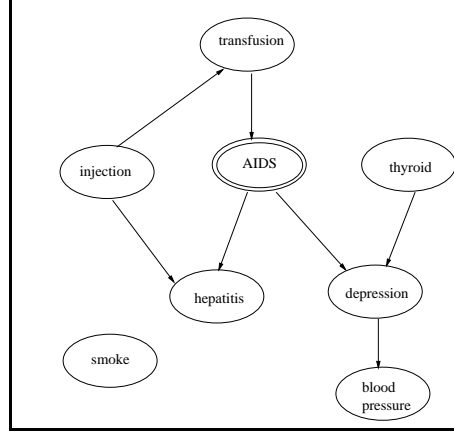 transfusion
injection
AIDS
thyroid
hepatitis
depression
smoke
blood
pressure